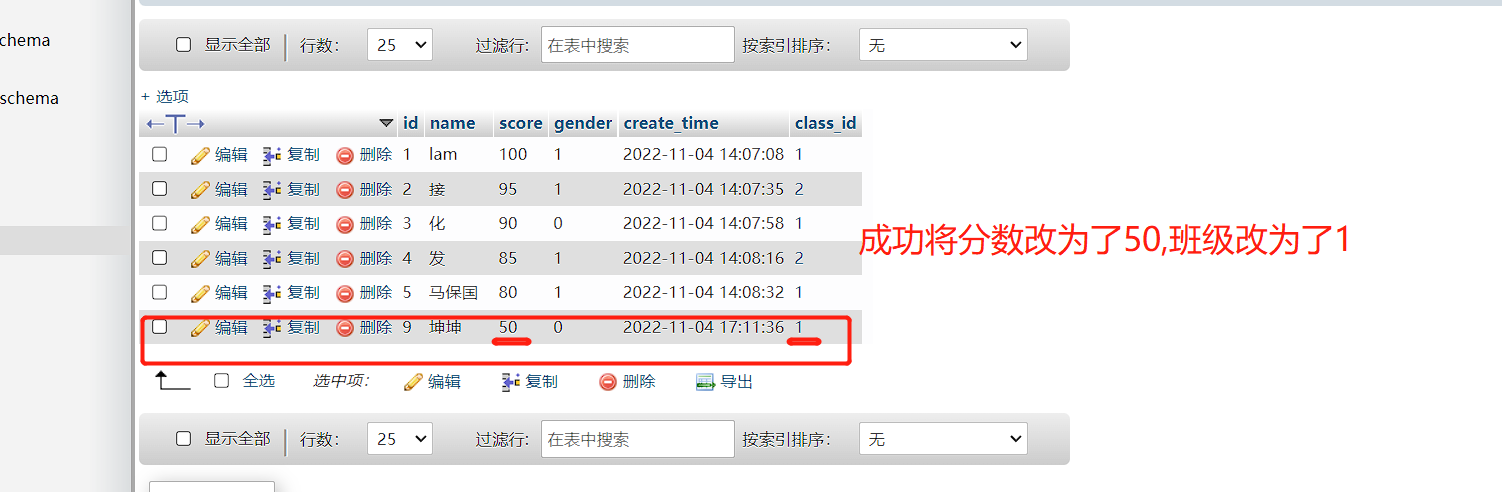 chema
schema
显示全部 行数： 25 过滤行: 在表中搜索 按索引排序： 无
+ 选项
←T→ id name score gender create_time class_id
编辑 复制 删除 1 lam 100 1 2022-11-04 14:07:08 1
编辑 复制 删除 2 接 95 1 2022-11-04 14:07:35 2
编辑 复制 删除 3 化 90 0 2022-11-04 14:07:58 1
成功将分数改为了50,班级改为了1
编辑 复制 删除 4 发 85 1 2022-11-04 14:08:16 2
编辑 复制 删除 5 马保国 80 1 2022-11-04 14:08:32 1
编辑 复制 删除 9 坤坤 50 0 2022-11-04 17:11:36 1
全选 选中项： 编辑 复制 删除 导出
显示全部 行数： 25 过滤行: 在表中搜索 按索引排序： 无